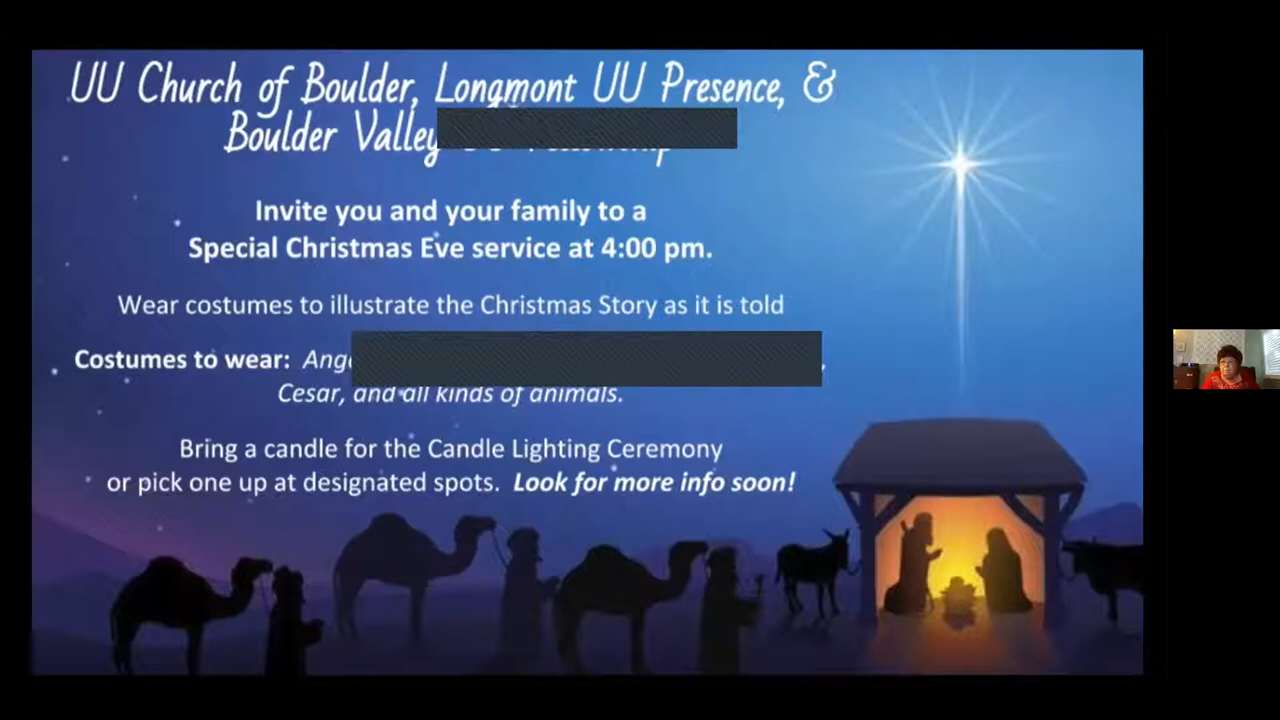 UU Church of Boulder, Longmont UU Presence, &
Boulder Valley
Invite you and your family to a
Special Christmas Eve service at 4:00 pm.
Wear costumes to illustrate the Christmas Story as it is told
Costumes to wear:
Cesar, and all kinds of animals.
Bring a candle for the Candle Lighting Ceremony
or pick one up at designated spots. Look for more info soon!